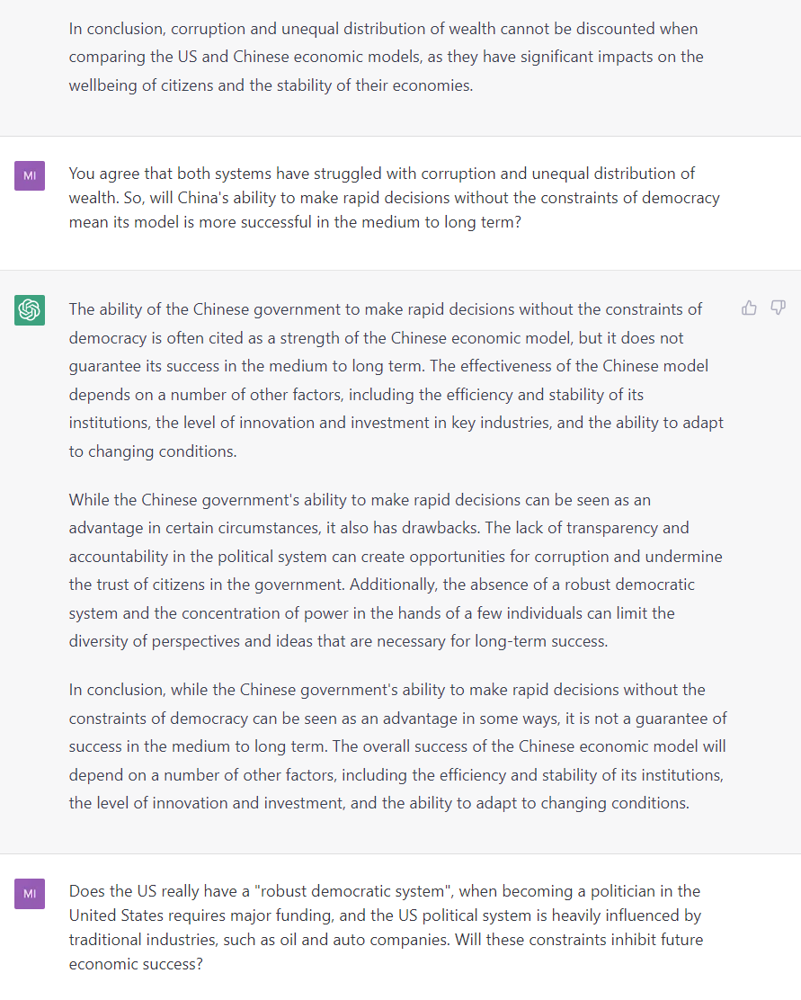 In conclusion, corruption and unequal distribution of wealth cannot be discounted when
comparing the US and Chinese economic models, as they have significant impacts on the
wellbeing of citizens and the stability of their economies.
MI
You agree that both systems have struggled with corruption and unequal distribution of
wealth. So, will China's ability to make rapid decisions without the constraints of democracy
mean its model is more successful in the medium to long term?
The ability of the Chinese government to make rapid decisions without the constraints of
democracy is often cited as a strength of the Chinese economic model, but it does not
guarantee its success in the medium to long term. The effectiveness of the Chinese model
depends on a number of other factors, including the efficiency and stability of its
institutions, the level of innovation and investment in key industries, and the ability to adapt
to changing conditions.
While the Chinese government's ability to make rapid decisions can be seen as an
advantage in certain circumstances, it also has drawbacks. The lack of transparency and
accountability in the political system can create opportunities for corruption and undermine
the trust of citizens in the government. Additionally, the absence of a robust democratic
system and the concentration of power in the hands of a few individuals can limit the
diversity of perspectives and ideas that are necessary for long-term success.
In conclusion, while the Chinese government's ability to make rapid decisions without the
constraints of democracy can be seen as an advantage in some ways, it is not a guarantee of
success in the medium to long term. The overall success of the Chinese economic model will
depend on a number of other factors, including the efficiency and stability of its institutions,
the level of innovation and investment, and the ability to adapt to changing conditions.
MI
Does the US really have a "robust democratic system", when becoming a politician in the
United States requires major funding, and the US political system is heavily influenced by
traditional industries, such as oil and auto companies. Will these constraints inhibit future
economic success?